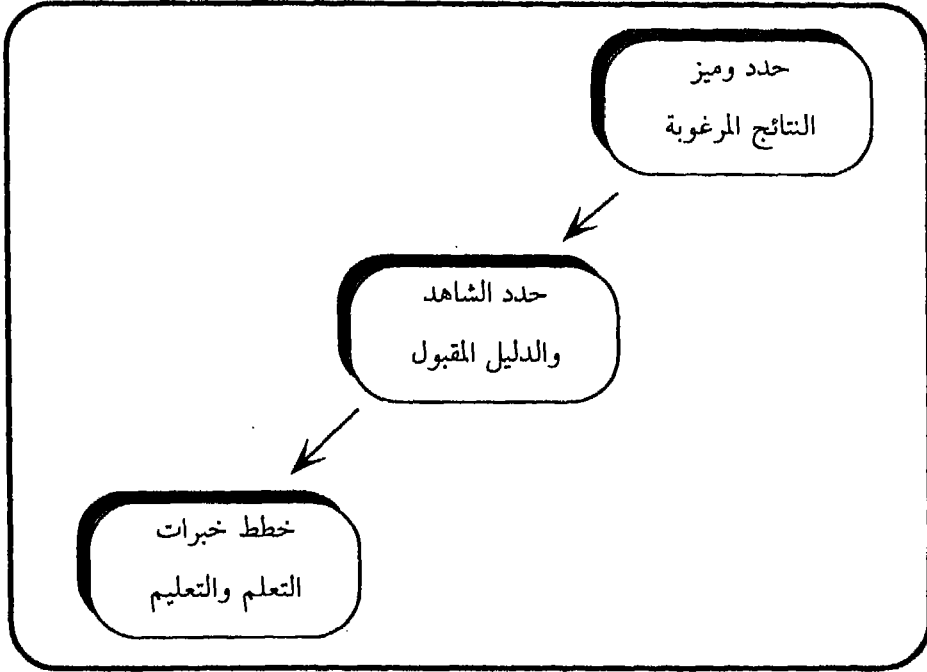 حدد وميز
النتائج المرغوبة
حدد الشاهد
والدليل المقبول
خطط خبرات
التعلم والتعليم